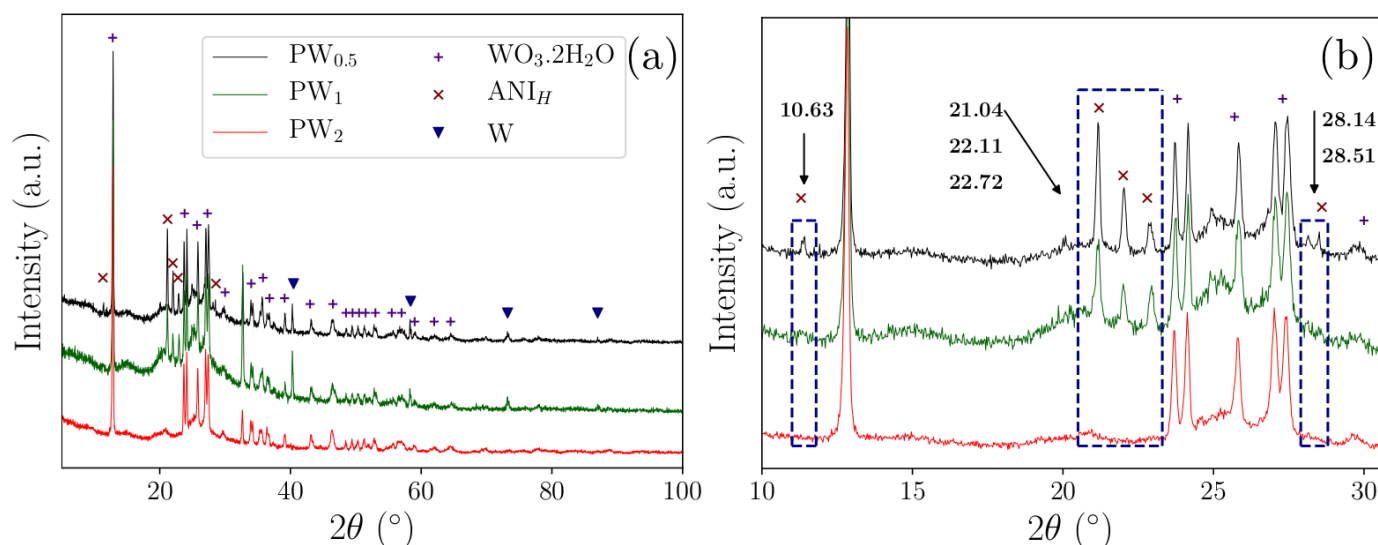 (a)
PW0.5
PW1
PW2
WO3.2H2O
ANIH
W
Intensity (a.u.)
20 40 60 80 100
2θ (°)
(b)
10.63
21.04
22.11
22.72
28.14
28.51
Intensity (a.u.)
10 15 20 25 30
2θ (°)